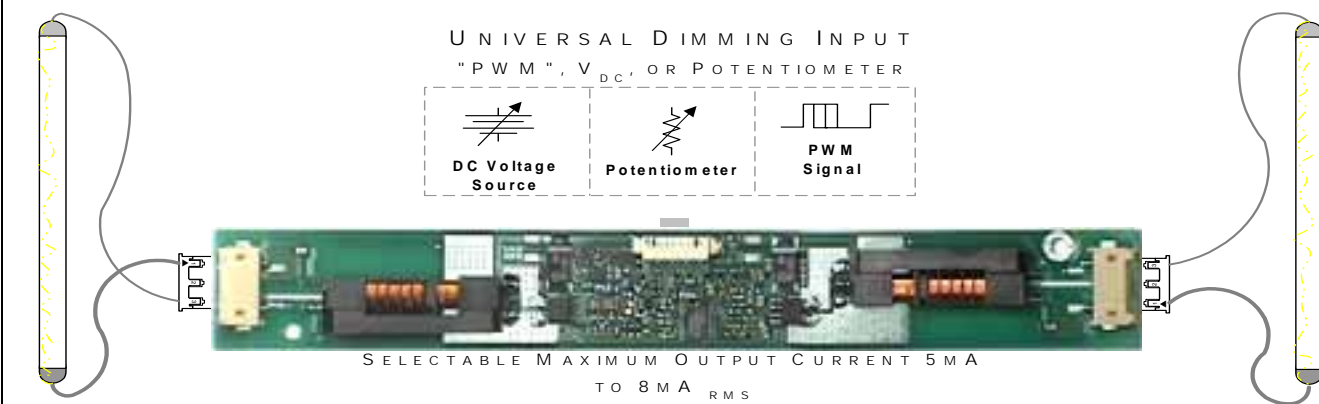 UNIVERSAL DIMMING INPUT
"PWM", VDC, OR POTENTIOMETER
DC Voltage
Source
Potentiometer
PWM
Signal
SELECTABLE MAXIMUM OUTPUT CURRENT 5MA
TO 8MA RMS